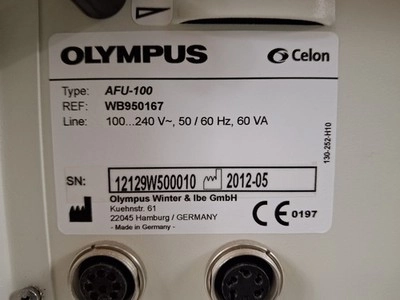 OLYMPUS Celon
Type: AFU-100
REF: WB950167
Line: 100...240 V~, 50 / 60 Hz, 60 VA
130-252-H10
SN: 12129W500010 2012-05
Olympus Winter & Ibe GmbH
Kuehnstr. 61
22045 Hamburg / GERMANY
- Made in Germany -
CE 0197